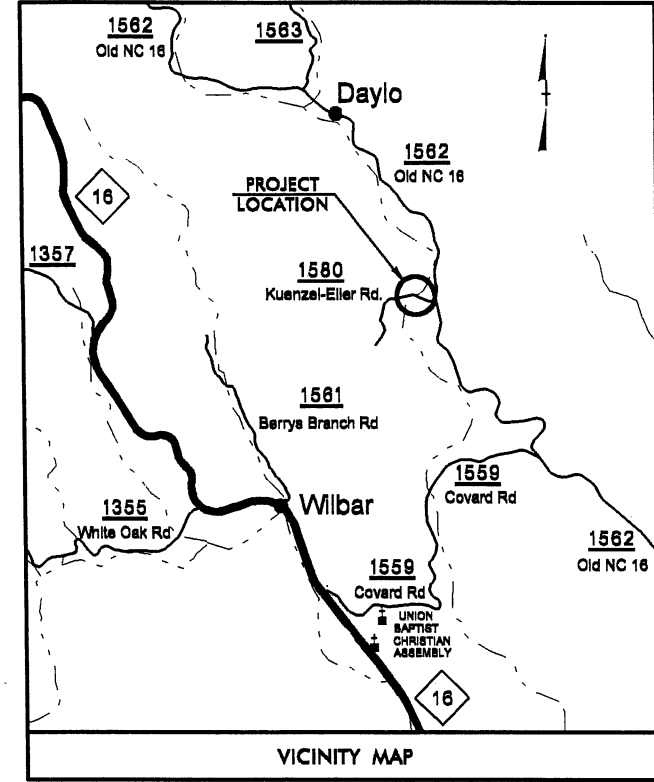 1562
Old NC 16
1563
Daylo
1562
Old NC 16
16
PROJECT
LOCATION
1357
1580
Kuenzel-Eller Rd.
1561
Berrys Branch Rd
1559
Covard Rd
1355
White Oak Rd
Wilbar
1562
Old NC 16
1559
Covard Rd
UNION
BAPTIST
CHRISTIAN
ASSEMBLY
16
VICINITY MAP